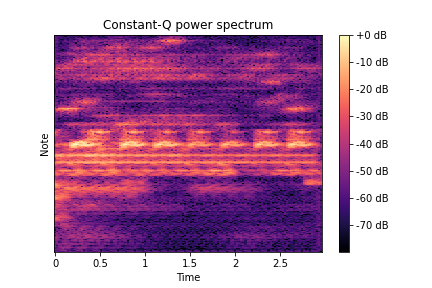 Constant-Q power spectrum
+0 dB
-10 dB
-20 dB
-30 dB
-40 dB
-50 dB
-60 dB
-70 dB
Note
0 0.5 1 1.5 2 2.5
Time